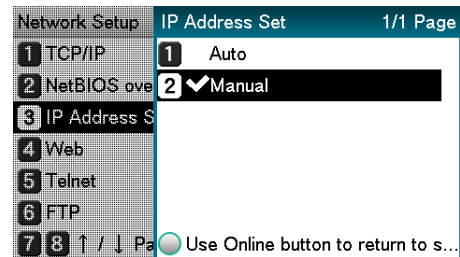 Network Setup
1 TCP/IP
2 NetBIOS ove
3 IP Address S
4 Web
5 Telnet
6 FTP
7 8 ↑ / ↓ Pa
IP Address Set 1/1 Page
1 Auto
2 ✔Manual
Use Online button to return to s...